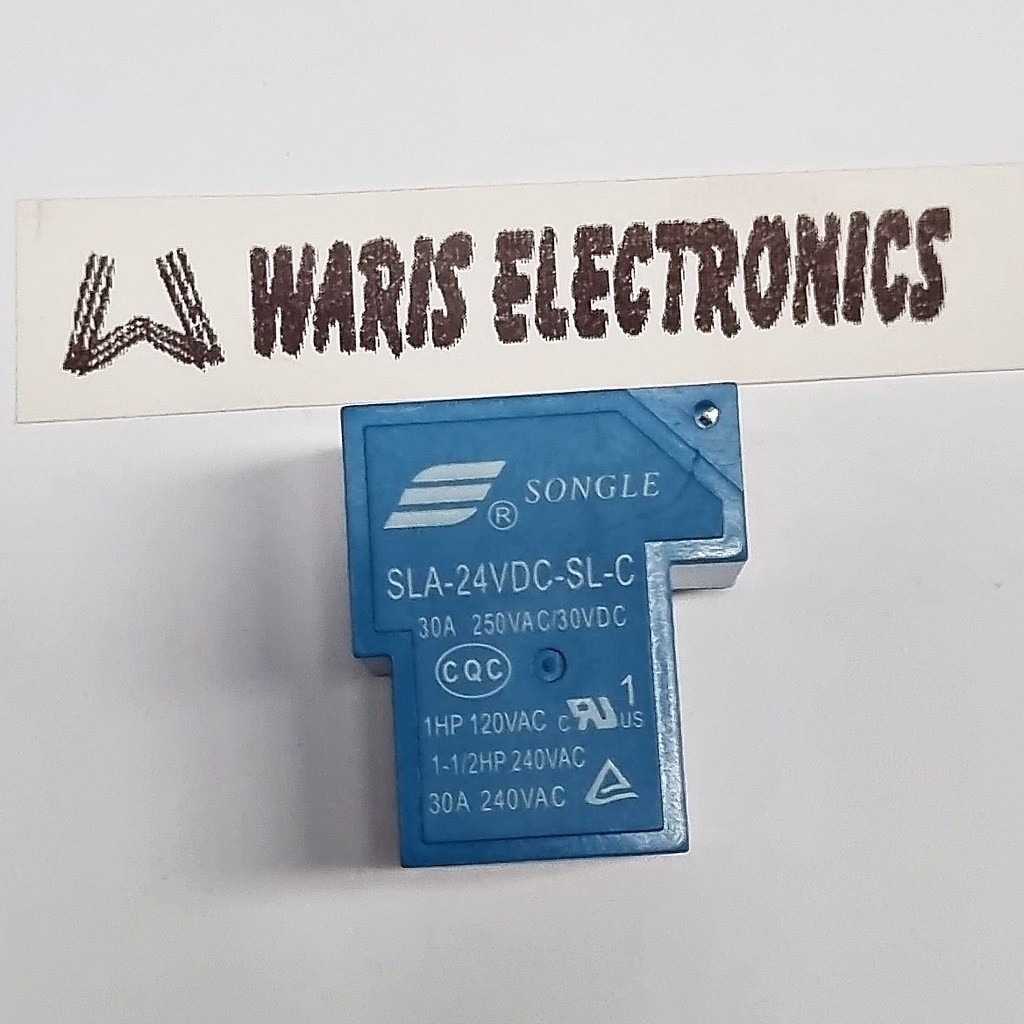 WARIS ELECTRONICS
® SONGLE
SLA-24VDC-SL-C
30A 250VAC/30VDC
CQC
1
1HP 120VAC c RU US
1-1/2HP 240VAC
30A 240VAC